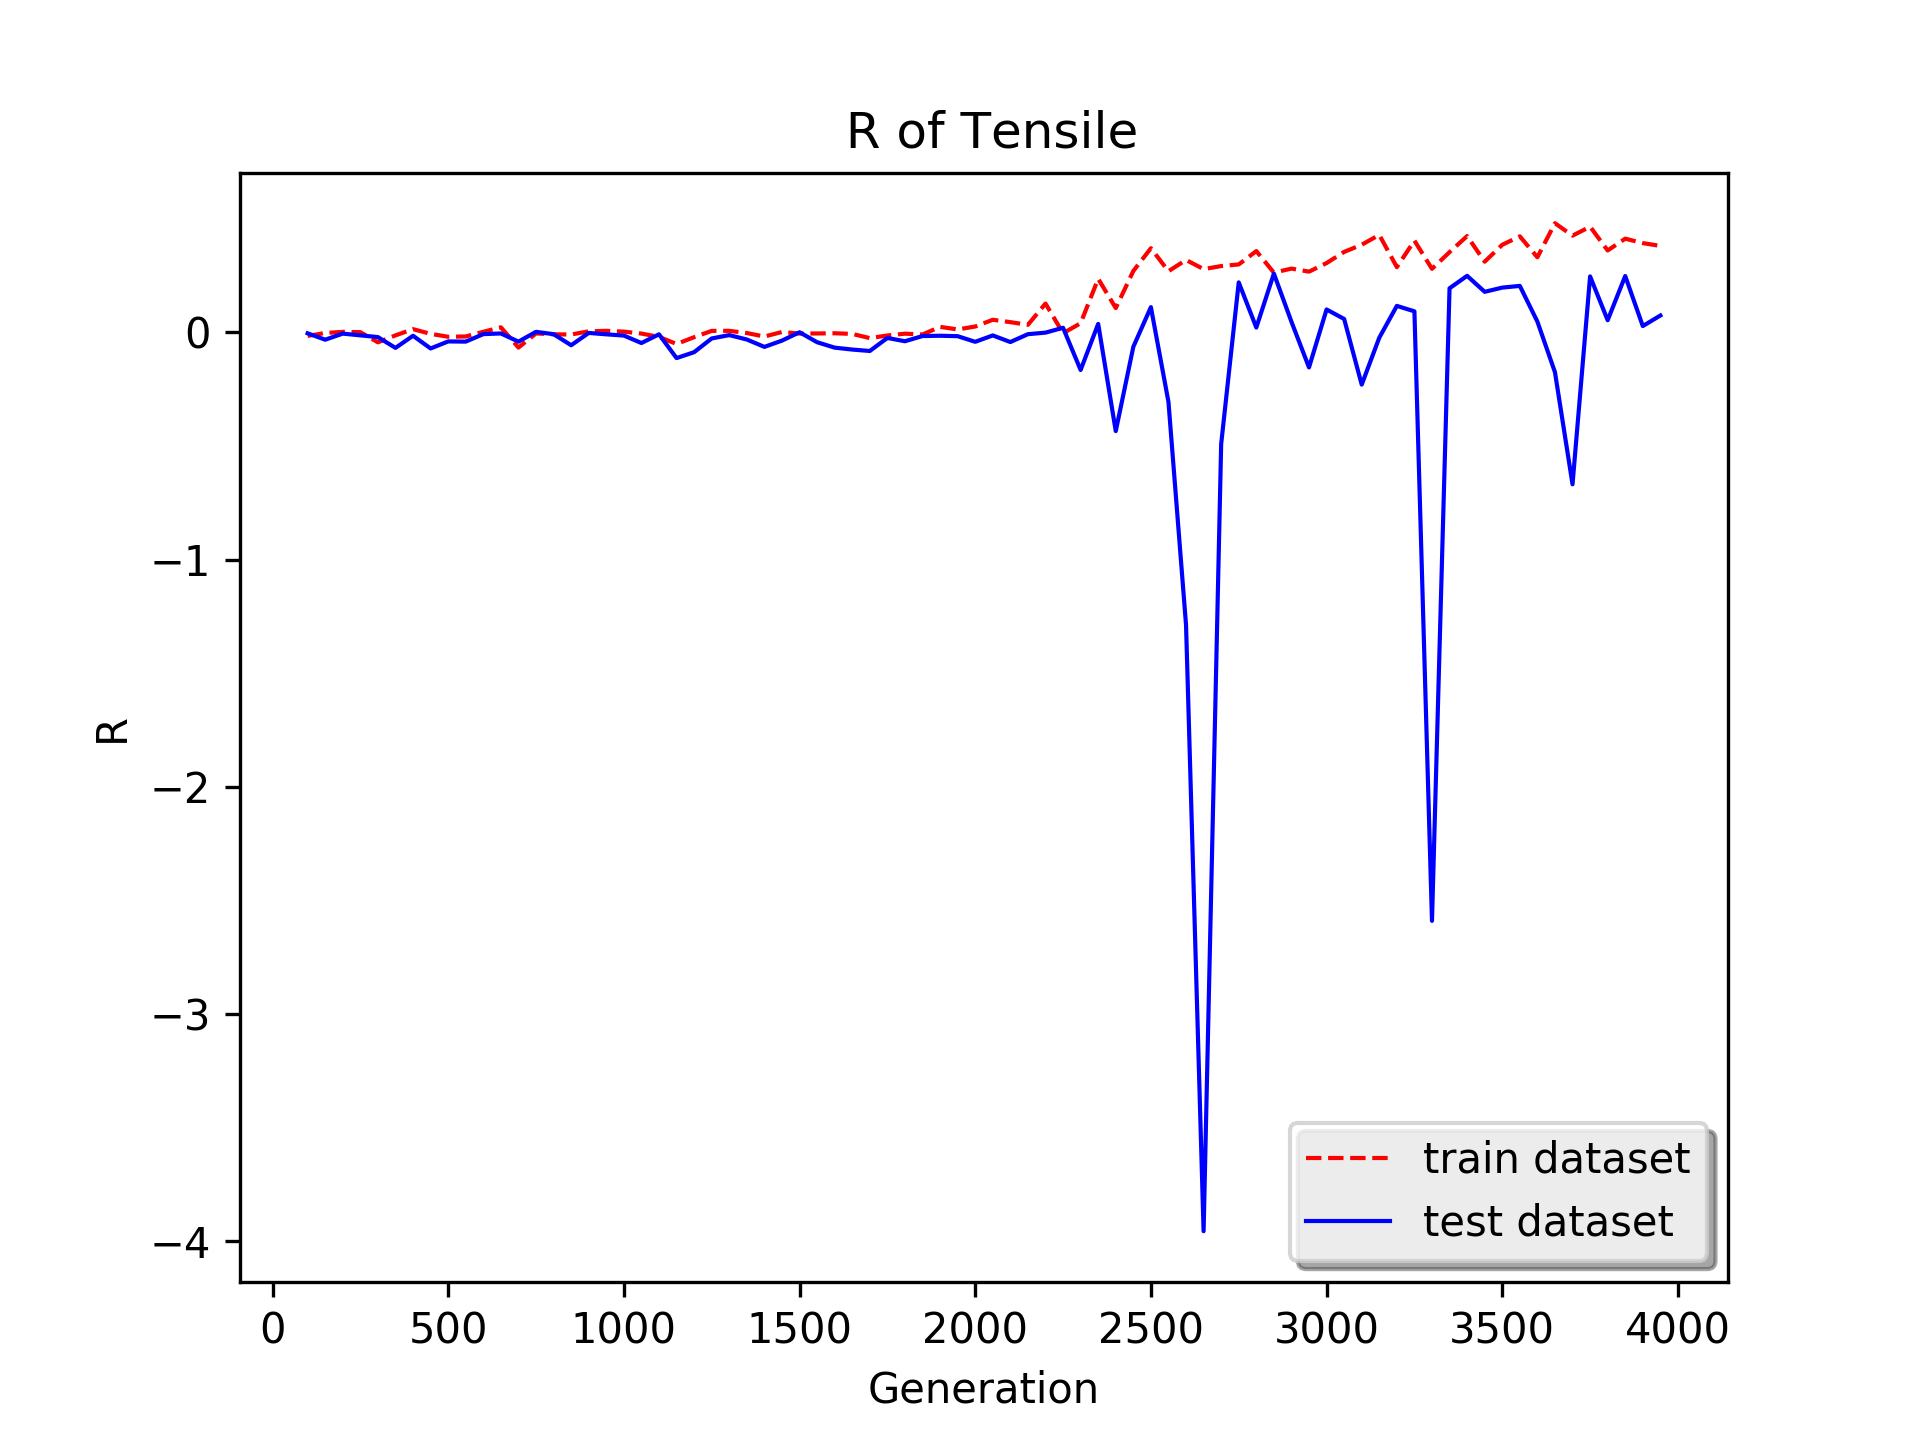 R of Tensile
R
0
−1
−2
−3
−4
train dataset
test dataset
0 500 1000 1500 2000 2500 3000 3500 4000
Generation